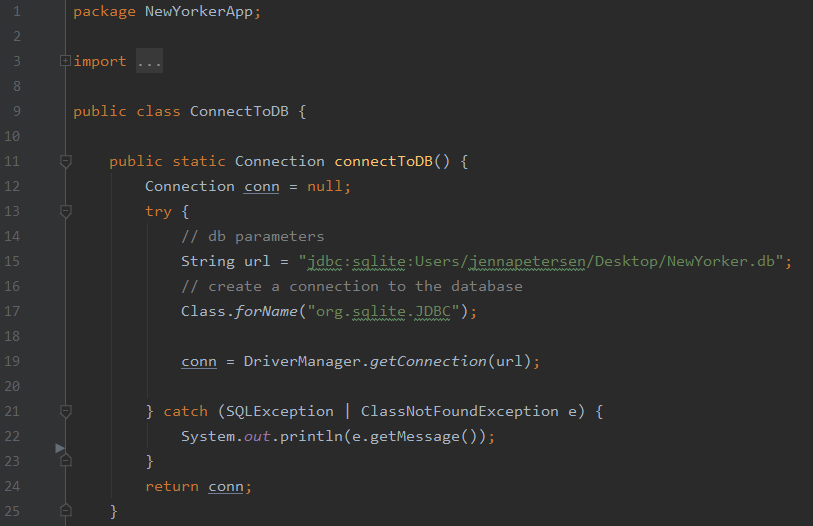 1 package NewYorkerApp;
2
3 import ...
8
9 public class ConnectToDB {
10
11 public static Connection connectToDB() {
12 Connection conn = null;
13 try {
14 // db parameters
15 String url = "jdbc:sqlite:Users/jennapetersen/Desktop/NewYorker.db";
16 // create a connection to the database
17 Class.forName("org.sqlite.JDBC");
18
19 conn = DriverManager.getConnection(url);
20
21 } catch (SQLException | ClassNotFoundException e) {
22 System.out.println(e.getMessage());
23 }
24 return conn;
25 }